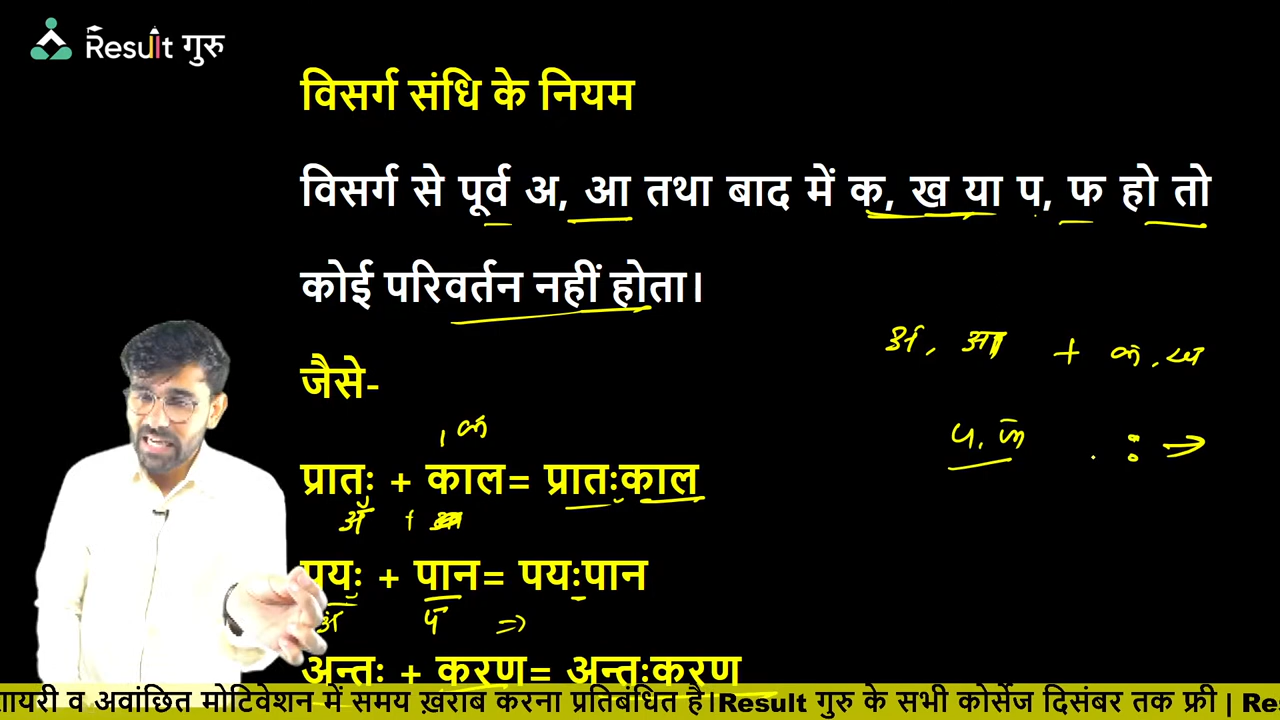 Result गुरु
विसर्ग संधि के नियम
विसर्ग से पूर्व अ, आ तथा बाद में क, ख या प, फ हो तो
कोई परिवर्तन नहीं होता।
अ, आ + क, ख
जैसे-
क
प, फ : ⇒
प्रातः + काल= प्रातःकाल
अ +
पयः + पान= पयःपान
अ प ⇒
अन्तः + करण= अन्तःकरण
शायरी व अवांछित मोटिवेशन में समय ख़राब करना प्रतिबंधित है।Result गुरु के सभी कोर्सेज दिसंबर तक फ्री | Res